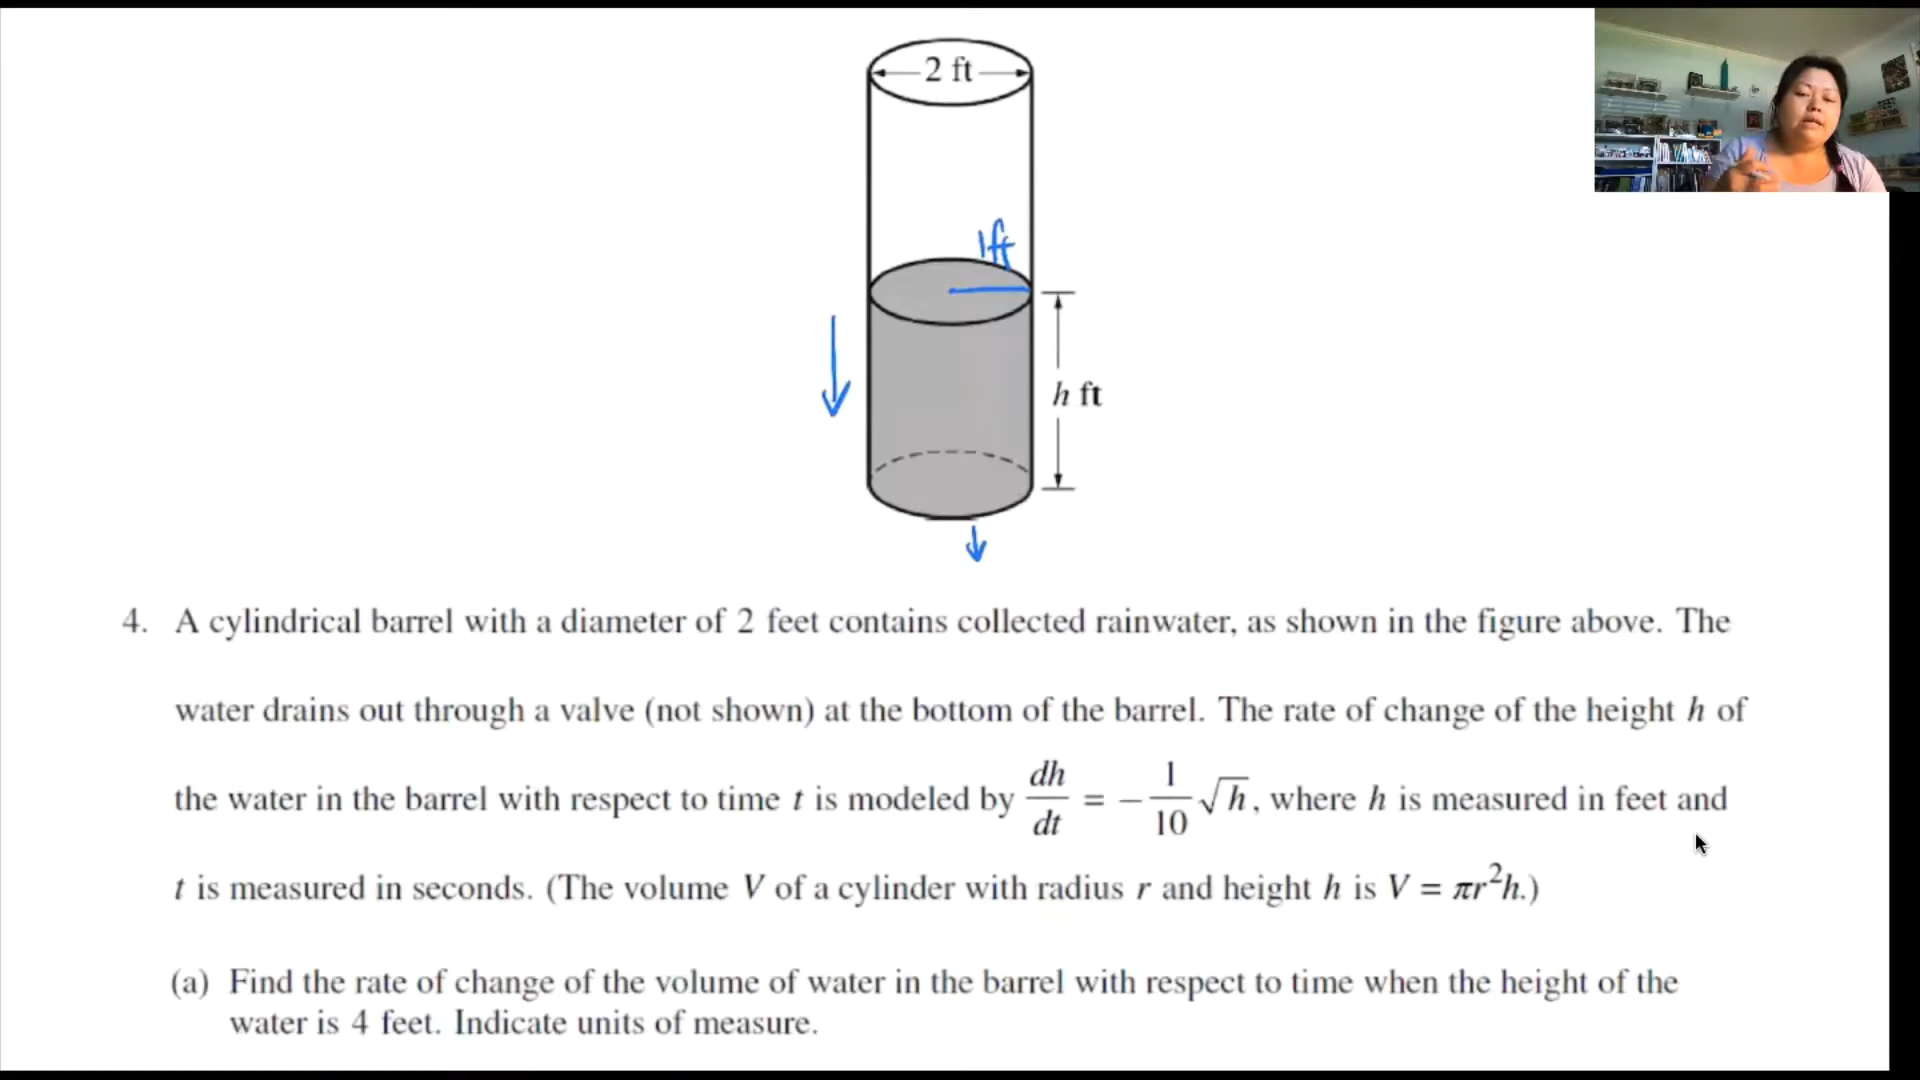 2 ft
1ft
h ft
4. A cylindrical barrel with a diameter of 2 feet contains collected rainwater, as shown in the figure above. The
water drains out through a valve (not shown) at the bottom of the barrel. The rate of change of the height h of
the water in the barrel with respect to time t is modeled by dh/dt = −1/10 √h, where h is measured in feet and
t is measured in seconds. (The volume V of a cylinder with radius r and height h is V = πr²h.)
(a) Find the rate of change of the volume of water in the barrel with respect to time when the height of the
water is 4 feet. Indicate units of measure.